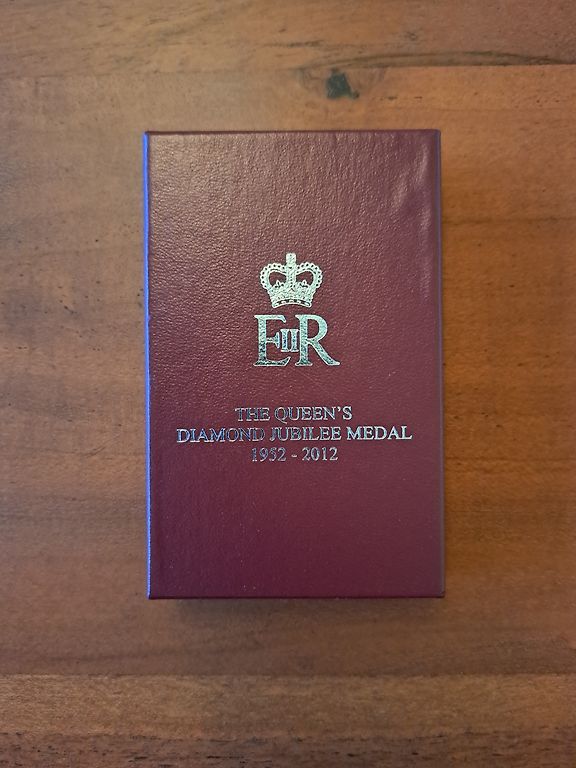 EIIR
THE QUEEN'S
DIAMOND JUBILEE MEDAL
1952 - 2012